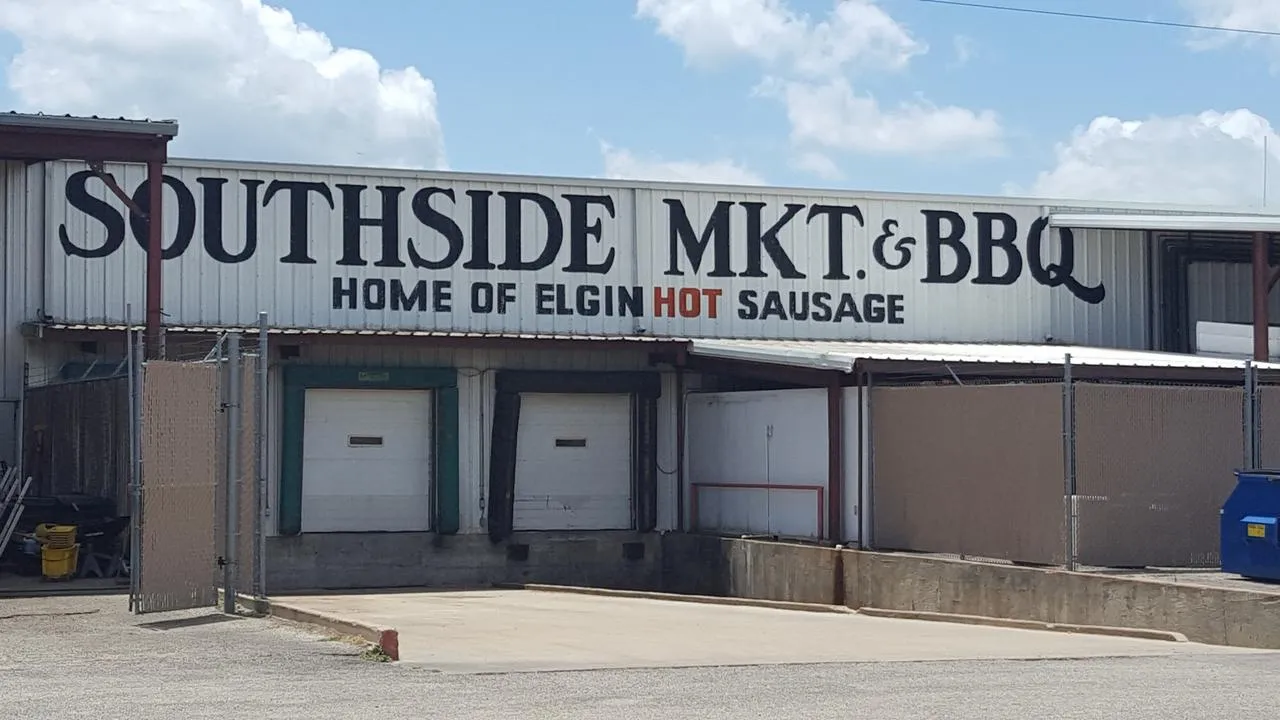 SOUTHSIDE MKT. & BBQ
HOME OF ELGIN HOT SAUSAGE